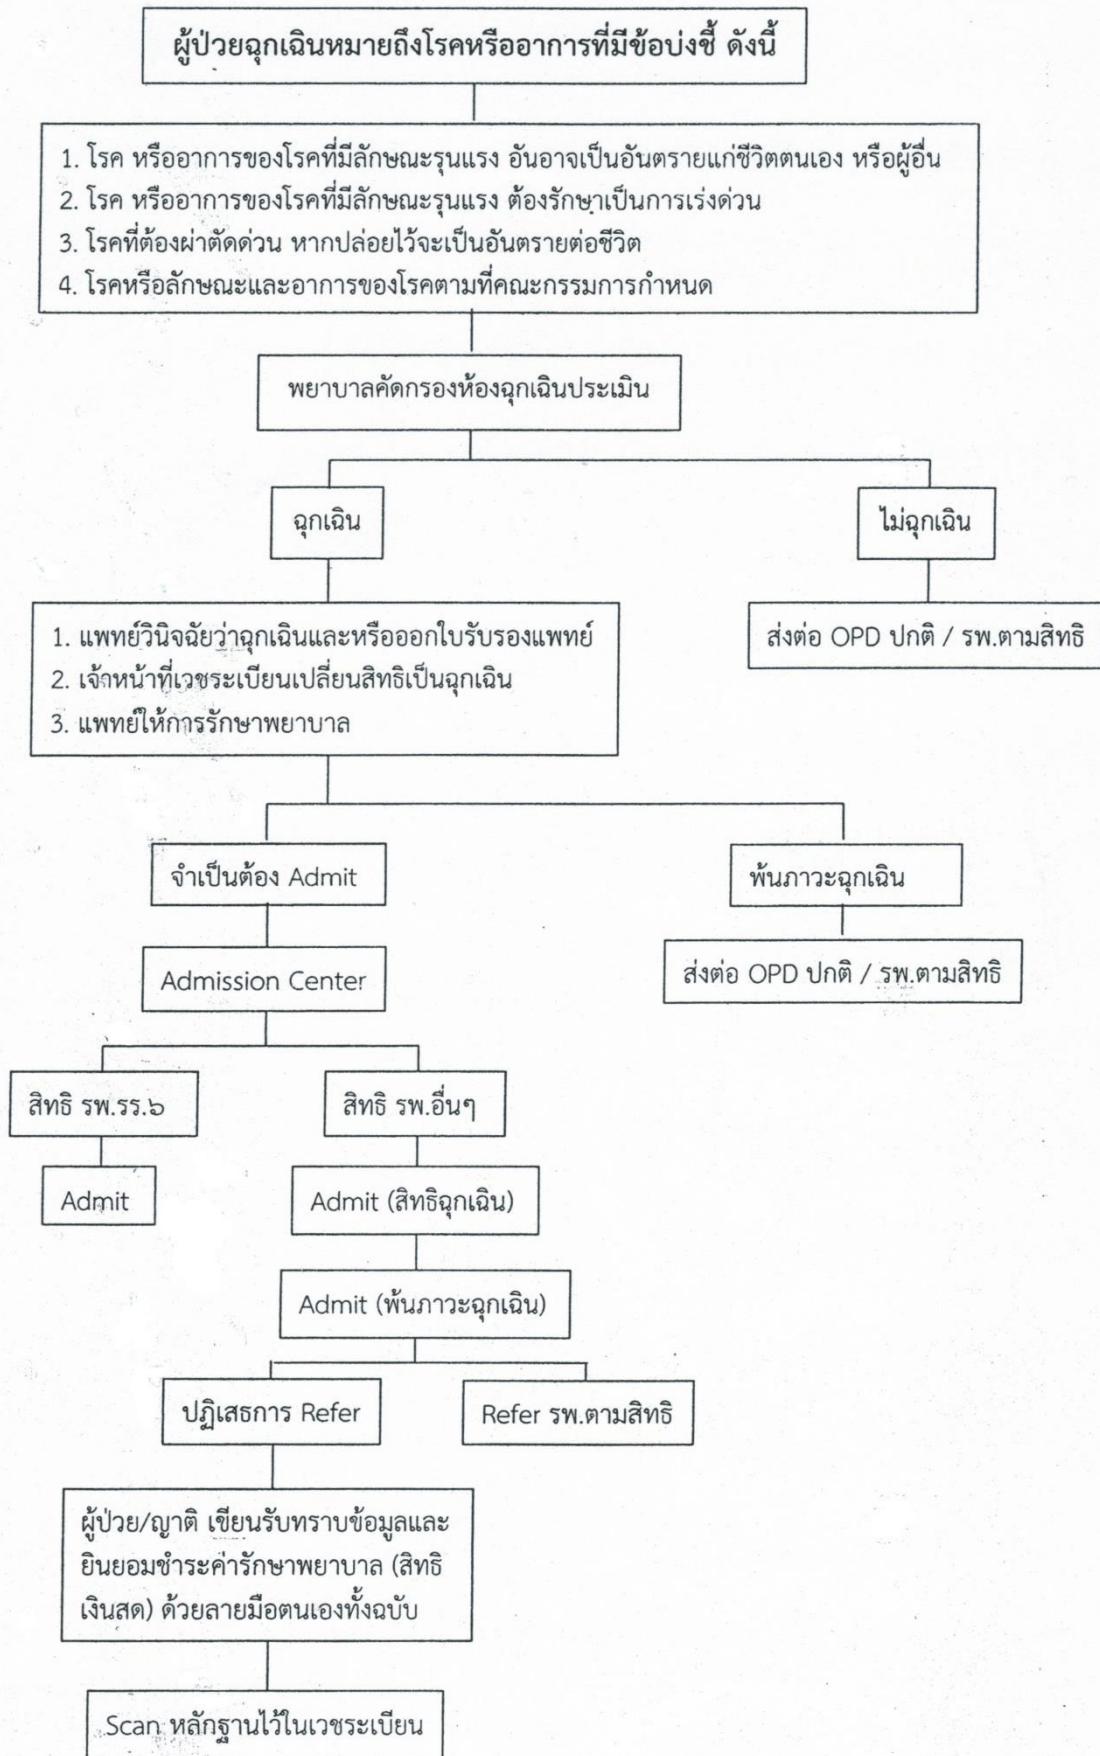 ผู้ป่วยฉุกเฉินหมายถึงโรคหรืออาการที่มีข้อบ่งชี้ ดังนี้
1. โรค หรืออาการของโรคที่มีลักษณะรุนแรง อันอาจเป็นอันตรายแก่ชีวิตตนเอง หรือผู้อื่น
2. โรค หรืออาการของโรคที่มีลักษณะรุนแรง ต้องรักษาเป็นการเร่งด่วน
3. โรคที่ต้องผ่าตัดด่วน หากปล่อยไว้จะเป็นอันตรายต่อชีวิต
4. โรคหรือลักษณะและอาการของโรคตามที่คณะกรรมการกำหนด
พยาบาลคัดกรองห้องฉุกเฉินประเมิน
ฉุกเฉิน
ไม่ฉุกเฉิน
1. แพทย์วินิจฉัยว่าฉุกเฉินและหรือออกใบรับรองแพทย์
2. เจ้าหน้าที่เวชระเบียนเปลี่ยนสิทธิเป็นฉุกเฉิน
3. แพทย์ให้การรักษาพยาบาล
ส่งต่อ OPD ปกติ / รพ.ตามสิทธิ
จำเป็นต้อง Admit
พ้นภาวะฉุกเฉิน
Admission Center
ส่งต่อ OPD ปกติ / รพ.ตามสิทธิ
สิทธิ รพ.รร.๖
สิทธิ รพ.อื่นๆ
Admit
Admit (สิทธิฉุกเฉิน)
Admit (พ้นภาวะฉุกเฉิน)
ปฏิเสธการ Refer
Refer รพ.ตามสิทธิ
ผู้ป่วย/ญาติ เขียนรับทราบข้อมูลและ
ยินยอมชำระค่ารักษาพยาบาล (สิทธิ
เงินสด) ด้วยลายมือตนเองทั้งฉบับ
Scan หลักฐานไว้ในเวชระเบียน